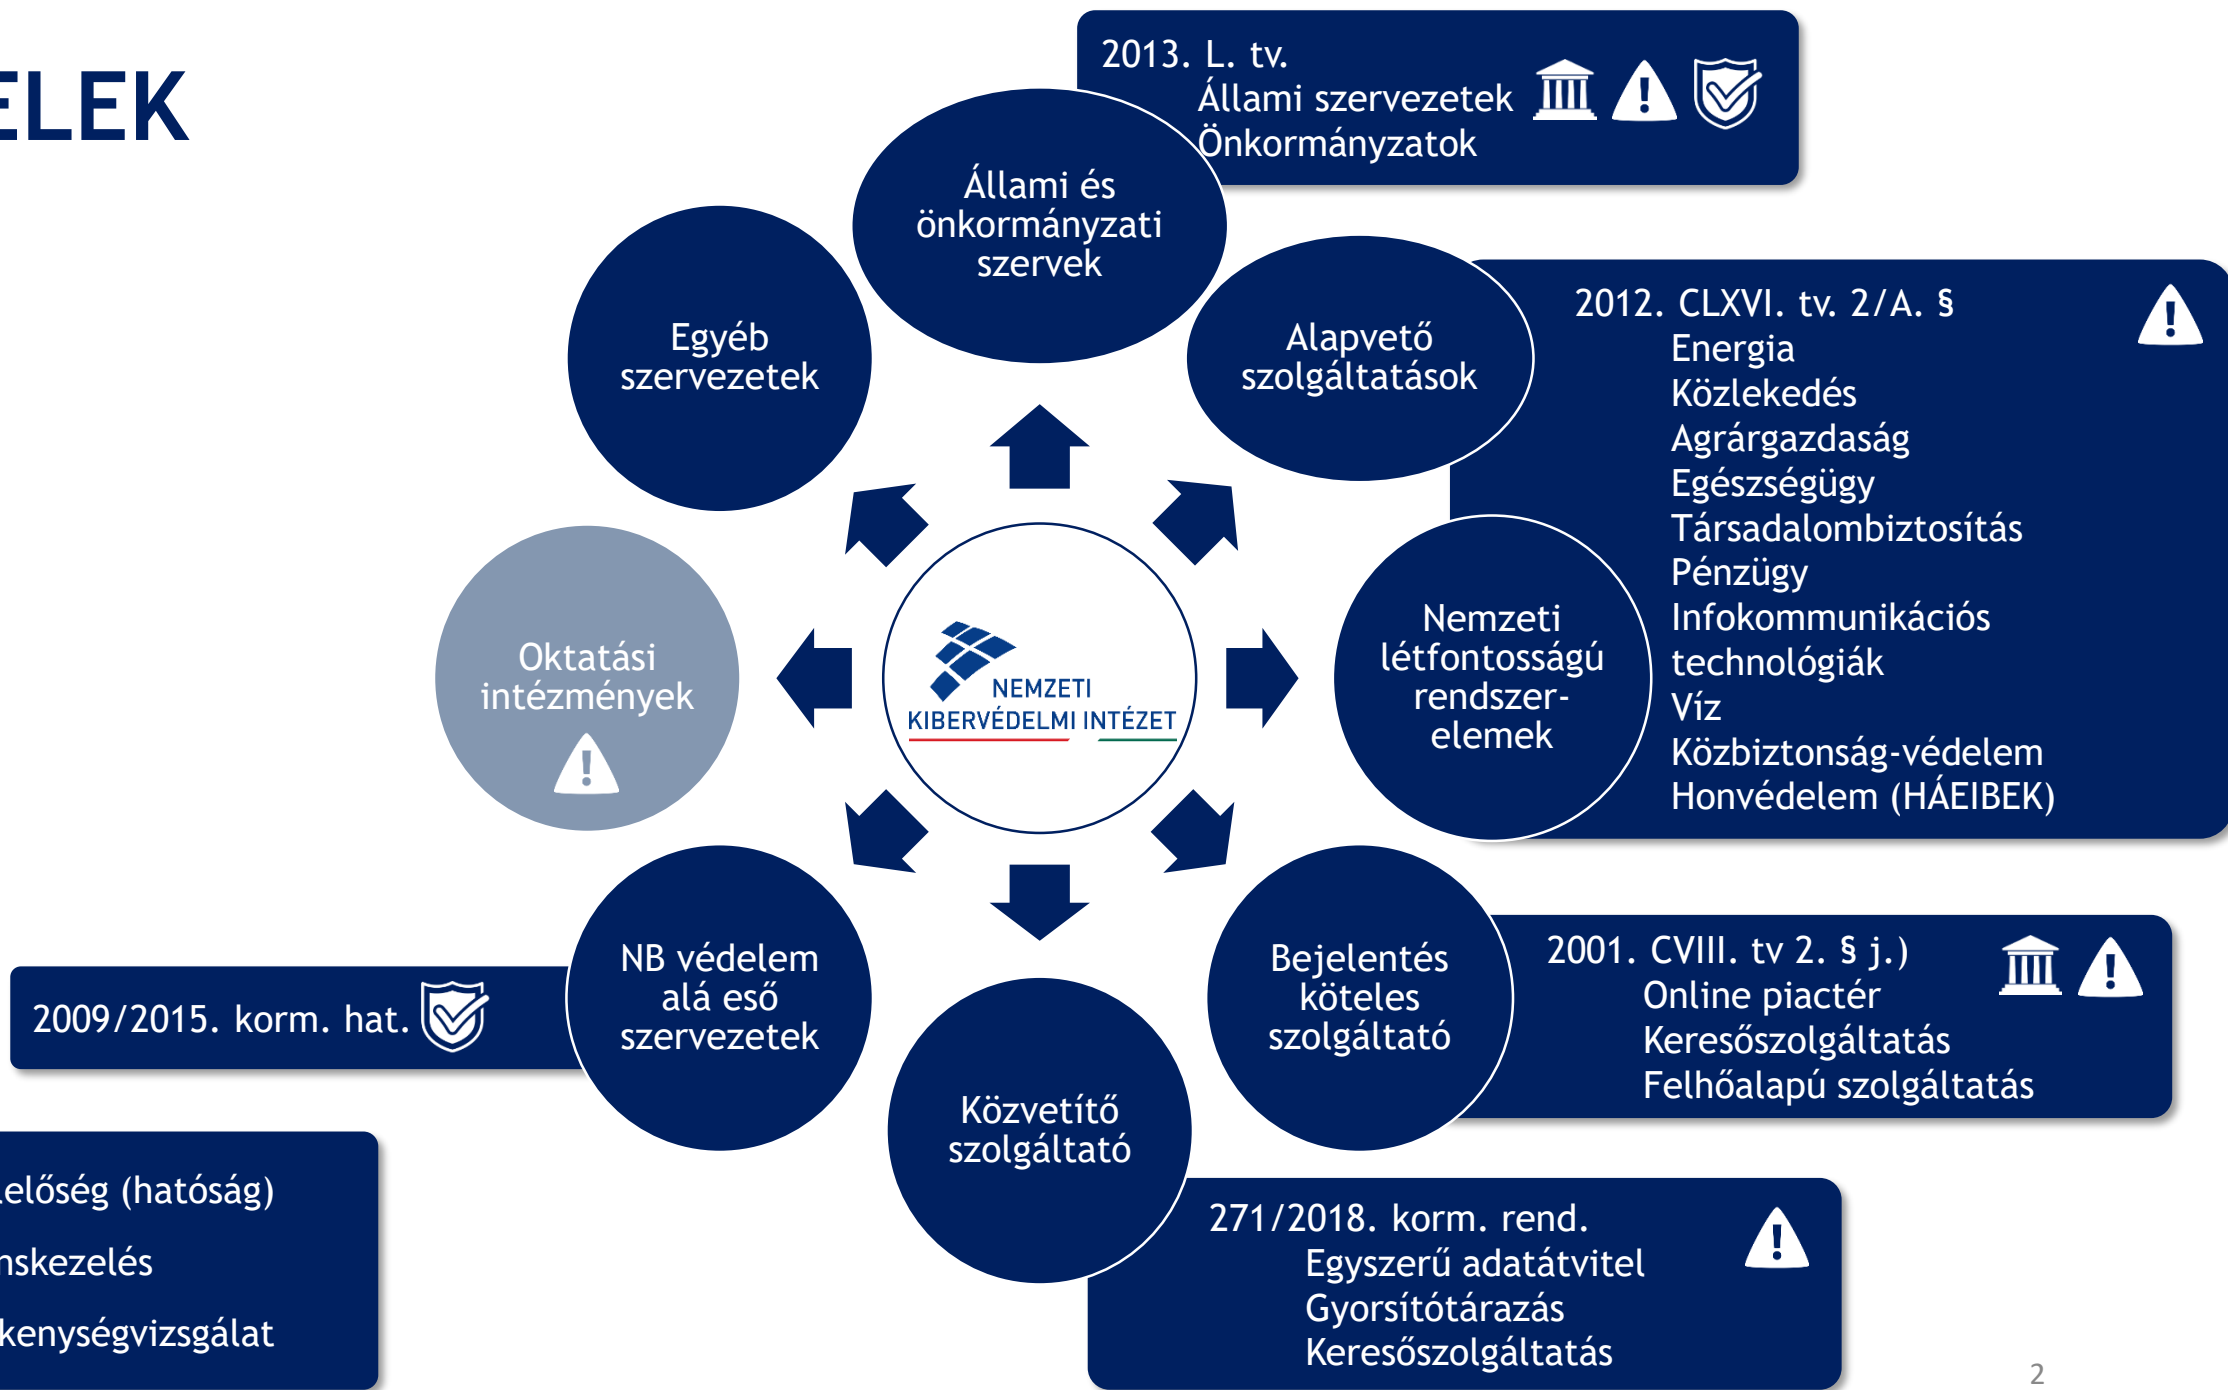 ELEK
2013. L. tv.
Állami szervezetek
Önkormányzatok
Állami és
önkormányzati
szervek
Egyéb
szervezetek
Alapvető
szolgáltatások
2012. CLXVI. tv. 2/A. §
Energia
Közlekedés
Agrárgazdaság
Egészségügy
Társadalombiztosítás
Pénzügy
Infokommunikációs
technológiák
Víz
Közbiztonság-védelem
Honvédelem (HÁEIBEK)
Oktatási
intézmények
NEMZETI
KIBERVÉDELMI INTÉZET
Nemzeti
létfontosságú
rendszer-
elemek
2009/2015. korm. hat.
NB védelem
alá eső
szervezetek
Közvetítő
szolgáltató
Bejelentés
köteles
szolgáltató
2001. CVIII. tv 2. § j.)
Online piactér
Keresőszolgáltatás
Felhőalapú szolgáltatás
lelőség (hatóság)
nskezelés
kenységvizsgálat
271/2018. korm. rend.
Egyszerű adatátvitel
Gyorsítótárazás
Keresőszolgáltatás
2